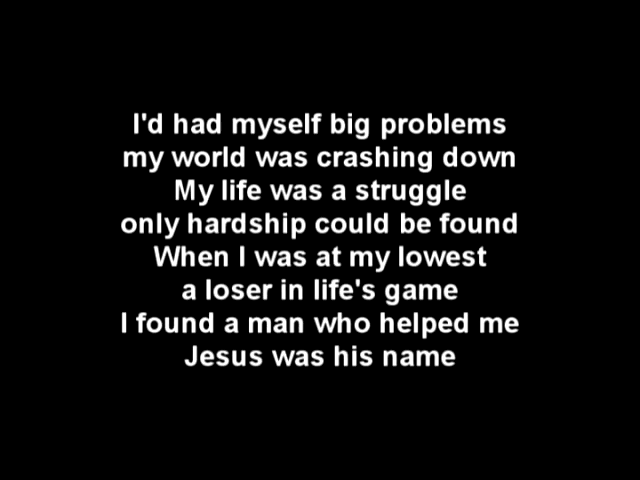 I'd had myself big problems
my world was crashing down
My life was a struggle
only hardship could be found
When I was at my lowest
a loser in life's game
I found a man who helped me
Jesus was his name